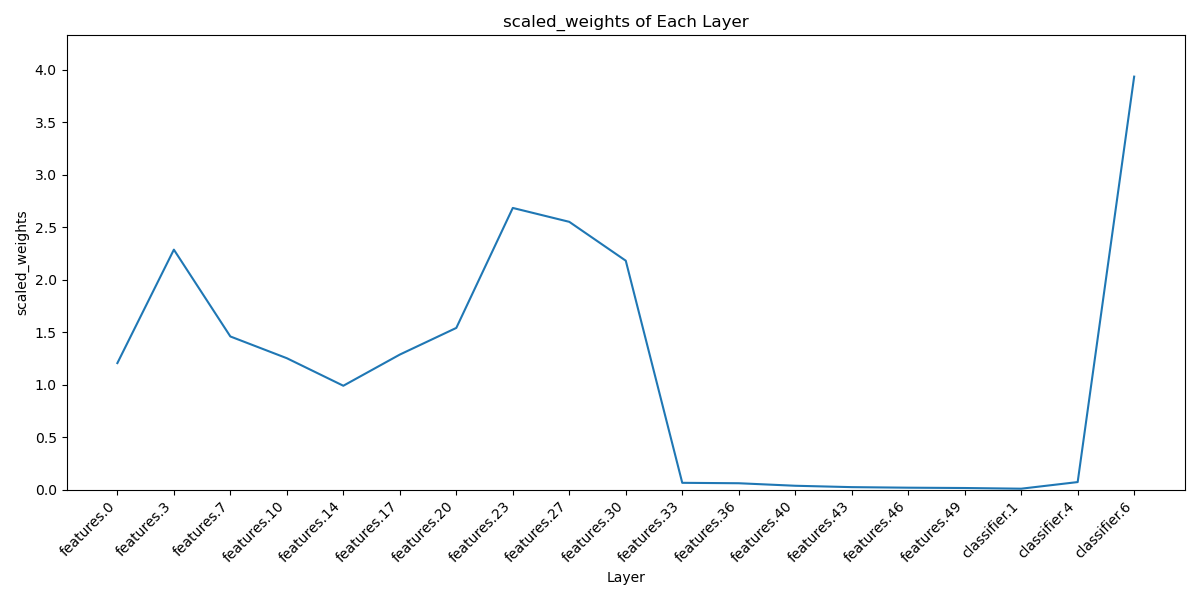 scaled_weights of Each Layer
scaled_weights
4.0
3.5
3.0
2.5
2.0
1.5
1.0
0.5
0.0
features.0
features.3
features.7
features.10
features.14
features.17
features.20
features.23
features.27
features.30
features.33
features.36
features.40
features.43
features.46
features.49
classifier.1
classifier.4
classifier.6
Layer